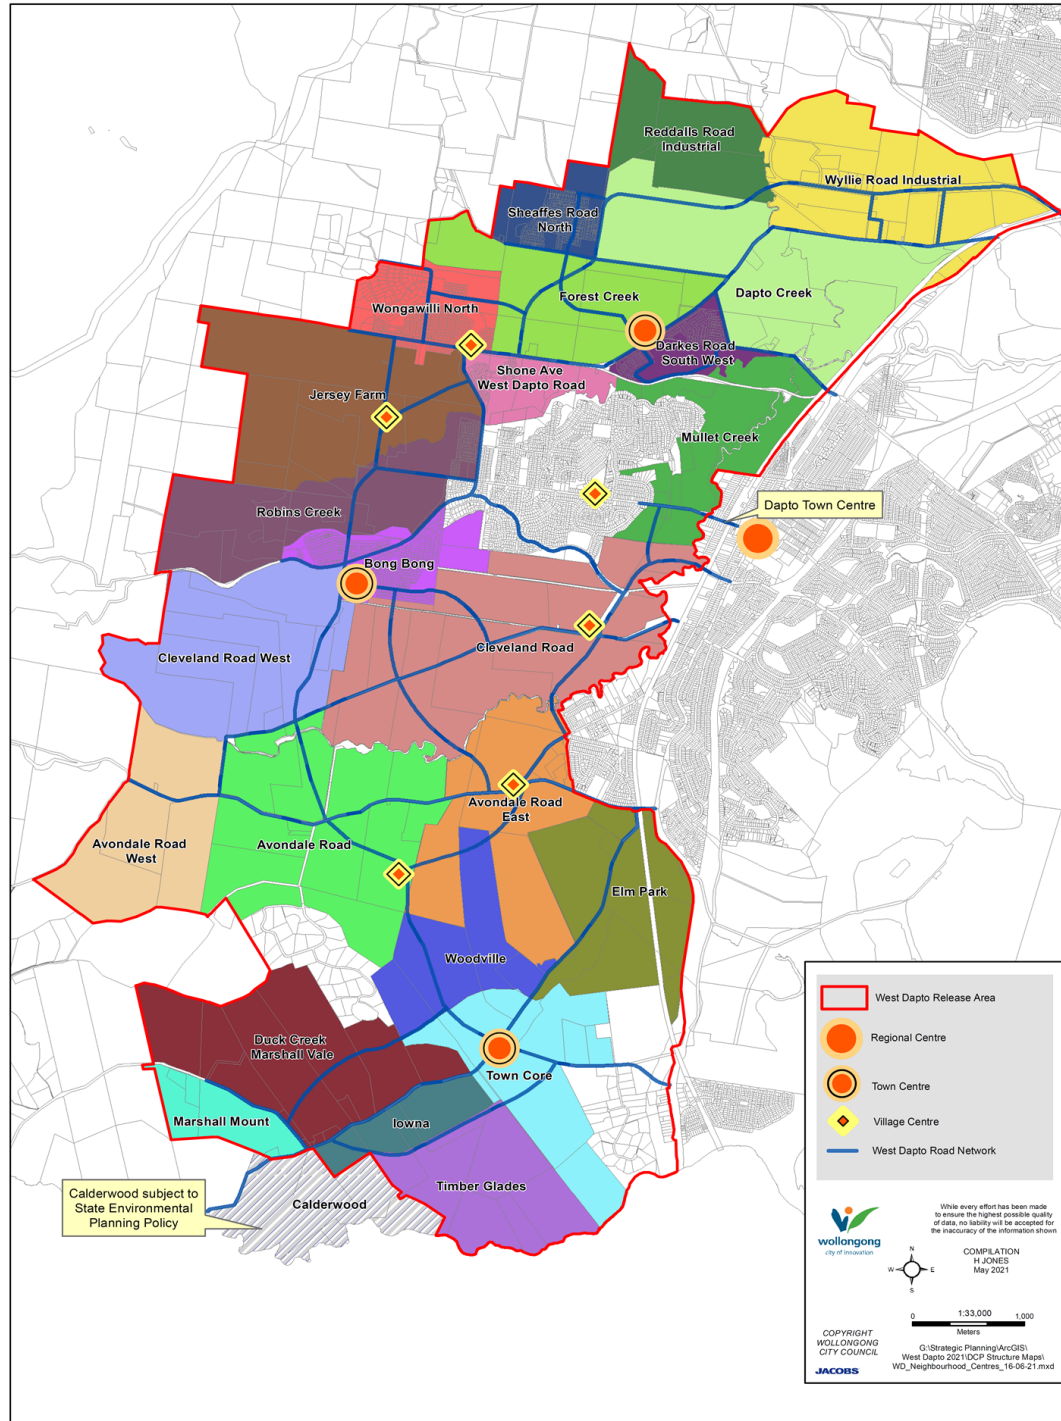 Reddalls Road
Industrial
Wyllie Road Industrial
Sheaffes Road
North
Forest Creek
Dapto Creek
Wongawilli North
Darkes Road
South West
Shone Ave
West Dapto Road
Jersey Farm
Mullet Creek
Dapto Town Centre
Robins Creek
Bong Bong
Cleveland Road West
Cleveland Road
Avondale Road
East
Avondale Road
West
Avondale Road
Elm Park
Woodville
Duck Creek
Marshall Vale
Town Core
Marshall Mount
Iowna
Timber Glades
Calderwood
Calderwood subject to
State Environmental
Planning Policy
West Dapto Release Area
Regional Centre
Town Centre
Village Centre
West Dapto Road Network
wollongong
city of innovation
While every effort has been made
to ensure the highest possible quality
of data, no liability will be accepted for
the inaccuracy of the information shown
N
W
E
S
COMPILATION
H JONES
May 2021
1:33,000
0
1,000
Meters
COPYRIGHT
WOLLONGONG
CITY COUNCIL
JACOBS
G:\Strategic Planning\ArcGIS\
West Dapto 2021\DCP Structure Maps\
WD_Neighbourhood_Centres_16-06-21.mxd